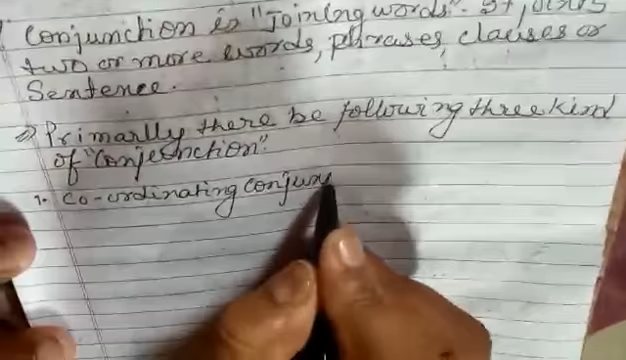 Conjunction is "Joining words". It, joins
two or more words, phrases, clauses or
Sentence.
⇒ Primarily there be following three kind
of "Conjunction".
1. Co-ordinating conjun